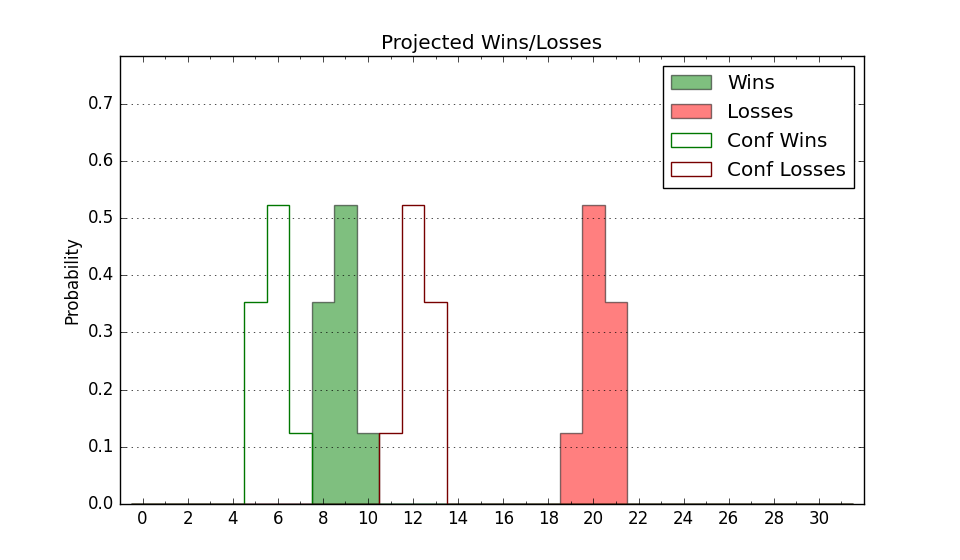 Projected Wins/Losses
Wins
Losses
Conf Wins
Conf Losses
Probability
0.7
0.6
0.5
0.4
0.3
0.2
0.1
0.0
0 2 4 6 8 10 12 14 16 18 20 22 24 26 28 30